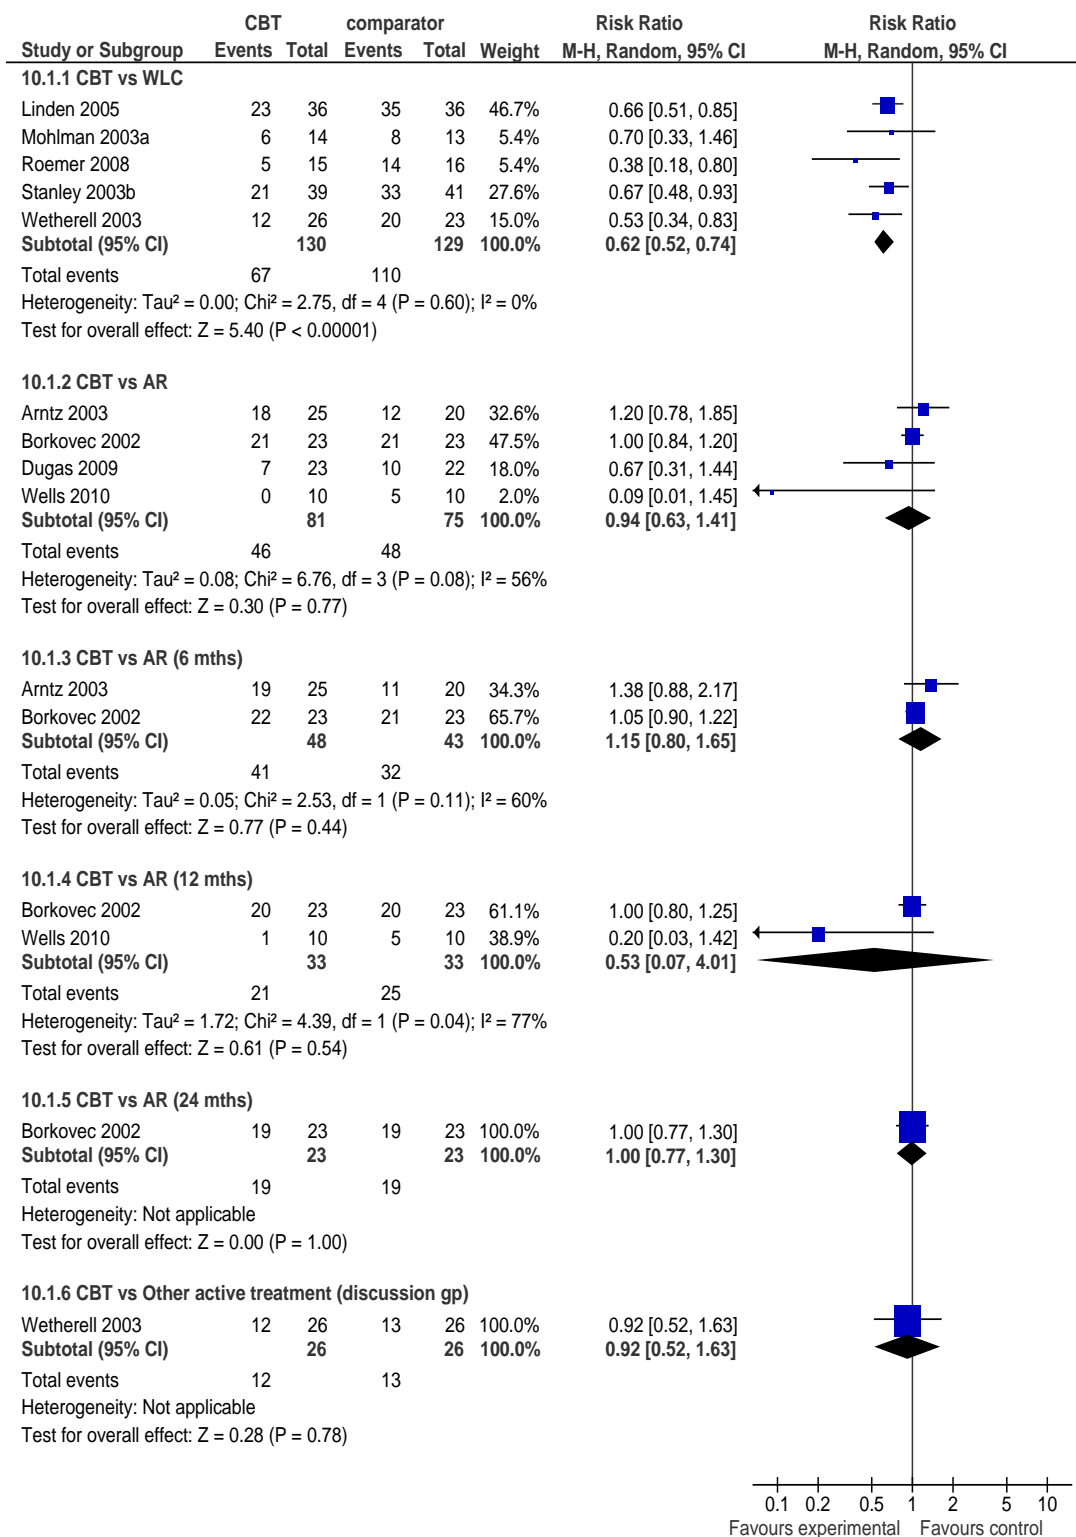 CBT comparator Risk Ratio Risk Ratio
Study or Subgroup Events Total Events Total Weight M-H, Random, 95% CI M-H, Random, 95% CI
10.1.1 CBT vs WLC
Linden 2005 23 36 35 36 46.7% 0.66 [0.51, 0.85]
Mohlman 2003a 6 14 8 13 5.4% 0.70 [0.33, 1.46]
Roemer 2008 5 15 14 16 5.4% 0.38 [0.18, 0.80]
Stanley 2003b 21 39 33 41 27.6% 0.67 [0.48, 0.93]
Wetherell 2003 12 26 20 23 15.0% 0.53 [0.34, 0.83]
Subtotal (95% CI) 130 129 100.0% 0.62 [0.52, 0.74]
Total events 67 110
Heterogeneity: Tau² = 0.00; Chi² = 2.75, df = 4 (P = 0.60); I² = 0%
Test for overall effect: Z = 5.40 (P < 0.00001)
10.1.2 CBT vs AR
Arntz 2003 18 25 12 20 32.6% 1.20 [0.78, 1.85]
Borkovec 2002 21 23 21 23 47.5% 1.00 [0.84, 1.20]
Dugas 2009 7 23 10 22 18.0% 0.67 [0.31, 1.44]
Wells 2010 0 10 5 10 2.0% 0.09 [0.01, 1.45]
Subtotal (95% CI) 81 75 100.0% 0.94 [0.63, 1.41]
Total events 46 48
Heterogeneity: Tau² = 0.08; Chi² = 6.76, df = 3 (P = 0.08); I² = 56%
Test for overall effect: Z = 0.30 (P = 0.77)
10.1.3 CBT vs AR (6 mths)
Arntz 2003 19 25 11 20 34.3% 1.38 [0.88, 2.17]
Borkovec 2002 22 23 21 23 65.7% 1.05 [0.90, 1.22]
Subtotal (95% CI) 48 43 100.0% 1.15 [0.80, 1.65]
Total events 41 32
Heterogeneity: Tau² = 0.05; Chi² = 2.53, df = 1 (P = 0.11); I² = 60%
Test for overall effect: Z = 0.77 (P = 0.44)
10.1.4 CBT vs AR (12 mths)
Borkovec 2002 20 23 20 23 61.1% 1.00 [0.80, 1.25]
Wells 2010 1 10 5 10 38.9% 0.20 [0.03, 1.42]
Subtotal (95% CI) 33 33 100.0% 0.53 [0.07, 4.01]
Total events 21 25
Heterogeneity: Tau² = 1.72; Chi² = 4.39, df = 1 (P = 0.04); I² = 77%
Test for overall effect: Z = 0.61 (P = 0.54)
10.1.5 CBT vs AR (24 mths)
Borkovec 2002 19 23 19 23 100.0% 1.00 [0.77, 1.30]
Subtotal (95% CI) 23 23 100.0% 1.00 [0.77, 1.30]
Total events 19 19
Heterogeneity: Not applicable
Test for overall effect: Z = 0.00 (P = 1.00)
10.1.6 CBT vs Other active treatment (discussion gp)
Wetherell 2003 12 26 13 26 100.0% 0.92 [0.52, 1.63]
Subtotal (95% CI) 26 26 100.0% 0.92 [0.52, 1.63]
Total events 12 13
Heterogeneity: Not applicable
Test for overall effect: Z = 0.28 (P = 0.78)
0.1 0.2 0.5 1 2 5 10
Favours experimental Favours control